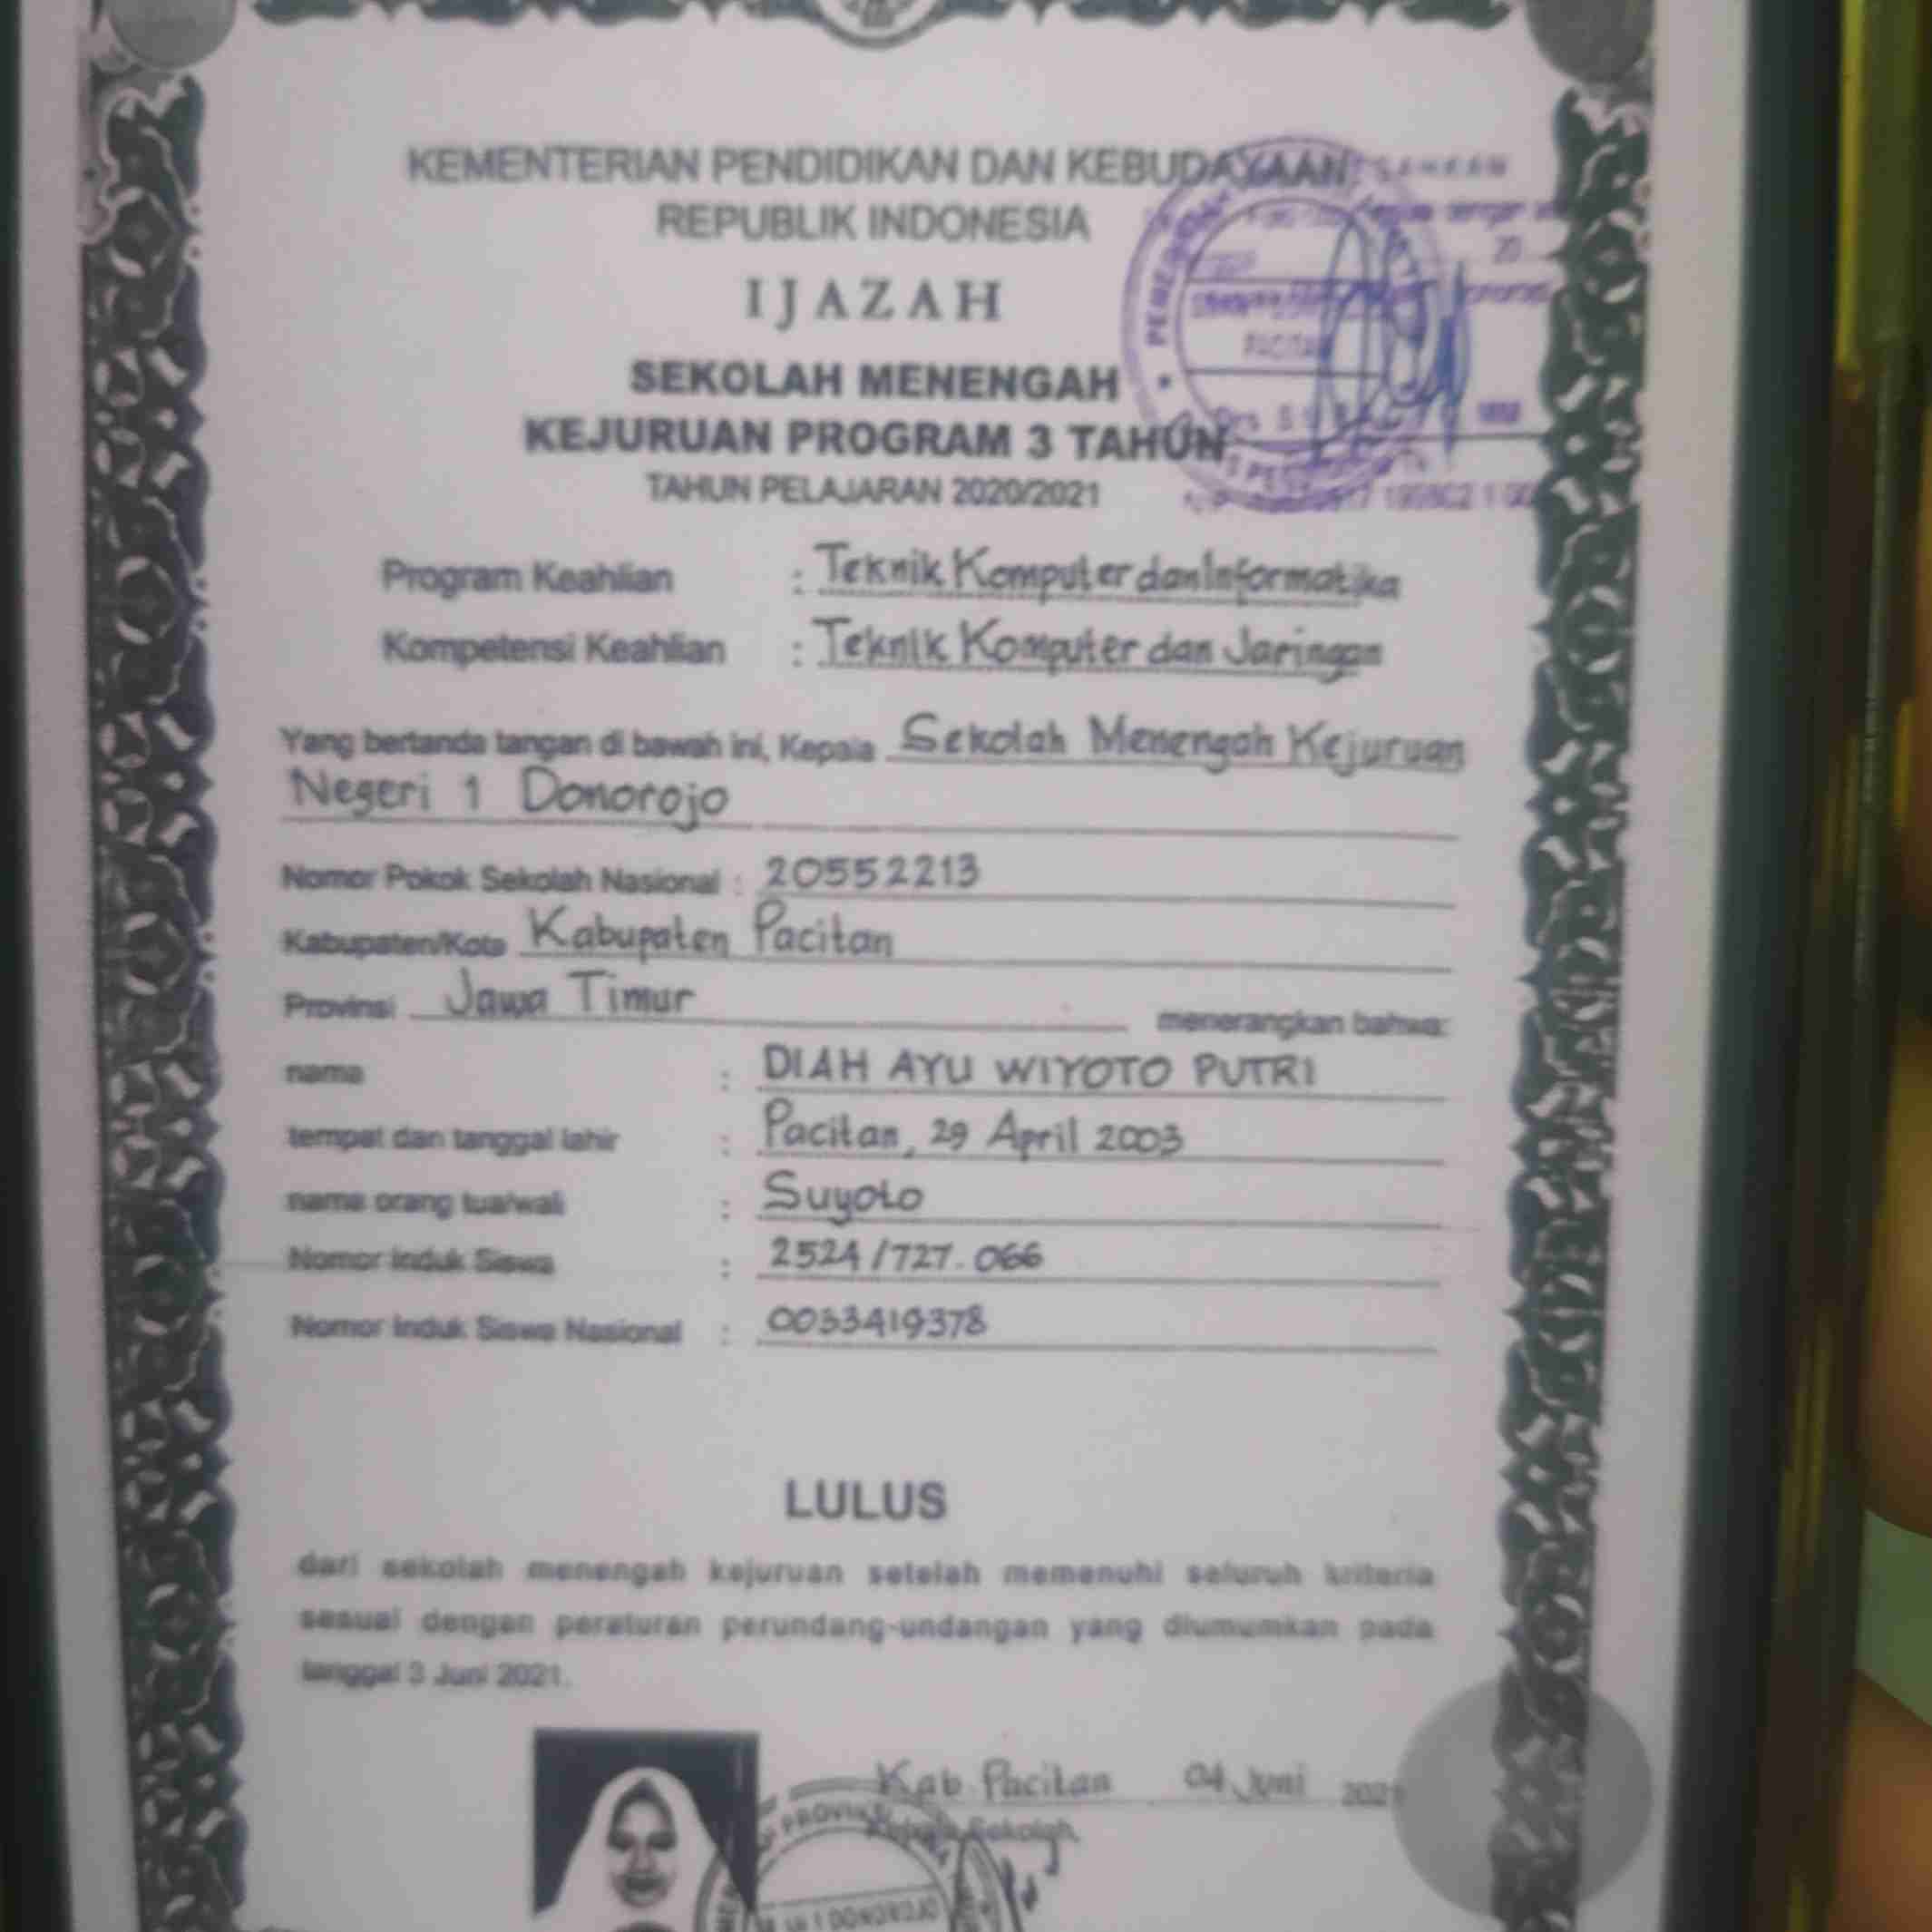 KEMENTERIAN PENDIDIKAN DAN KEBUDAYAAN
REPUBLIK INDONESIA
IJAZAH
SEKOLAH MENENGAH
KEJURUAN PROGRAM 3 TAHUN
TAHUN PELAJARAN 2020/2021
PACITAN
Program Keahlian : Teknik Komputer dan Informatika
Kompetensi Keahlian : Teknik Komputer dan Jaringan
Yang bertanda tangan di bawah ini, Kepala Sekolah Menengah Kejuruan
Negeri 1 Donorojo
Nomor Pokok Sekolah Nasional : 20552213
Kabupaten/Kota Kabupaten Pacitan
Provinsi Jawa Timur menerangkan bahwa:
nama : DIAH AYU WIYOTO PUTRI
tempat dan tanggal lahir : Pacitan, 29 April 2003
nama orang tua/wali : Suyoto
Nomor Induk Siswa : 2524/727.066
Nomor Induk Siswa Nasional : 0033419378
LULUS
dari sekolah menengah kejuruan setelah memenuhi seluruh kriteria
sesuai dengan peraturan perundang-undangan yang diumumkan pada
tanggal 3 Juni 2021.
Kab Pacitan 04 Juni 2021
Kepala Sekolah